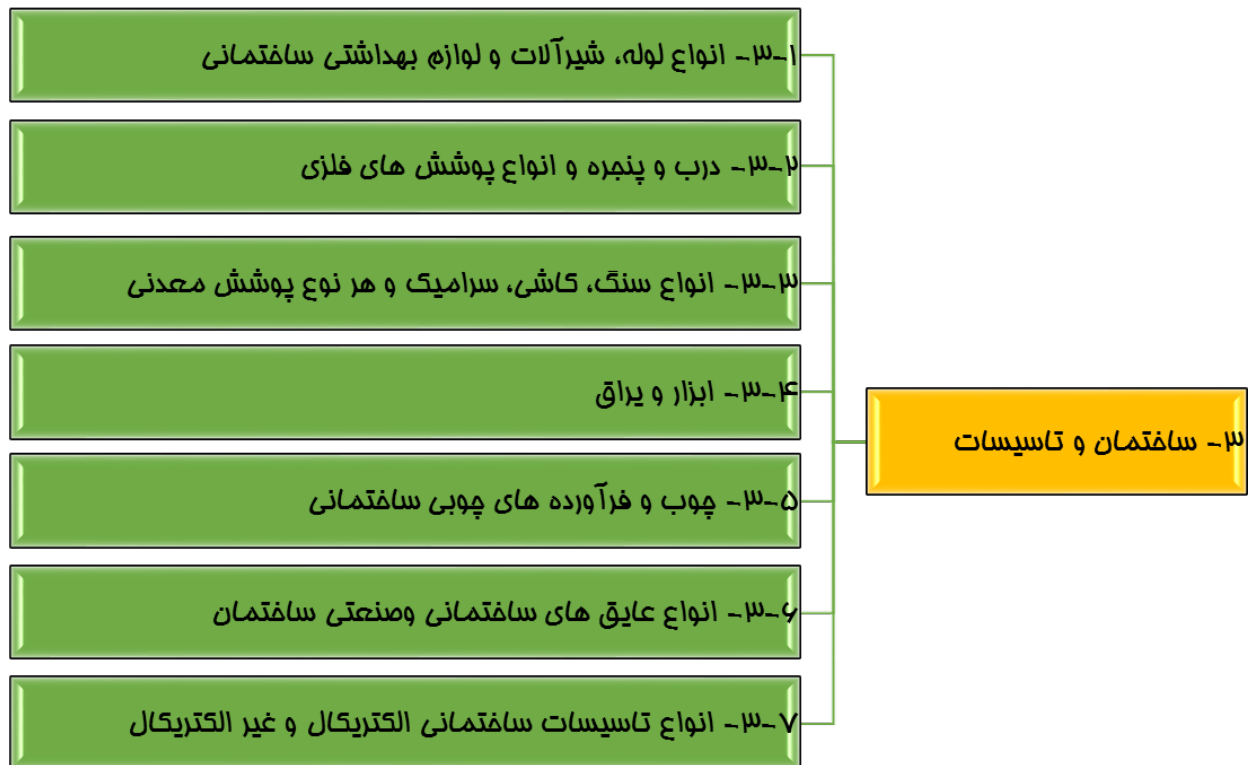 ۳- ساختمان و تاسیسات
۳-۱- انواع لوله، شیرآلات و لوازم بهداشتی ساختمانی
۳-۲- درب و پنجره و انواع پوشش های فلزی
۳-۳- انواع سنگ، کاشی، سرامیک و هر نوع پوشش معدنی
۳-۴- ابزار و یراق
۳-۵- چوب و فرآورده های چوبی ساختمانی
۳-۶- انواع عایق های ساختمانی وصنعتی ساختمان
۳-۷- انواع تاسیسات ساختمانی الکتریکال و غیر الکتریکال